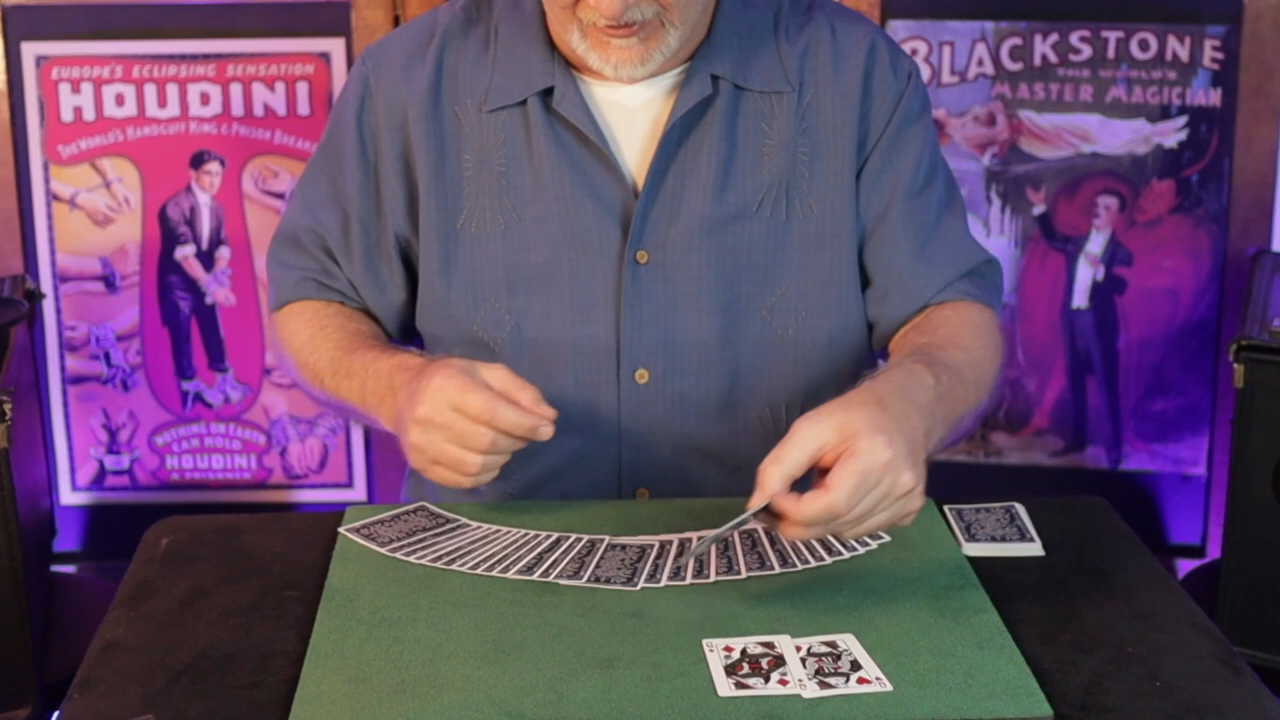 EUROPE'S ECLIPSING SENSATION
HOUDINI
THE WORLD'S HANDCUFF KING & PRISON BREAKE
NOTHING ON EARTH
CAN HOLD
HOUDINI
A PRISONER
BLACKSTONE
THE WORLD'S
MASTER MAGICIAN